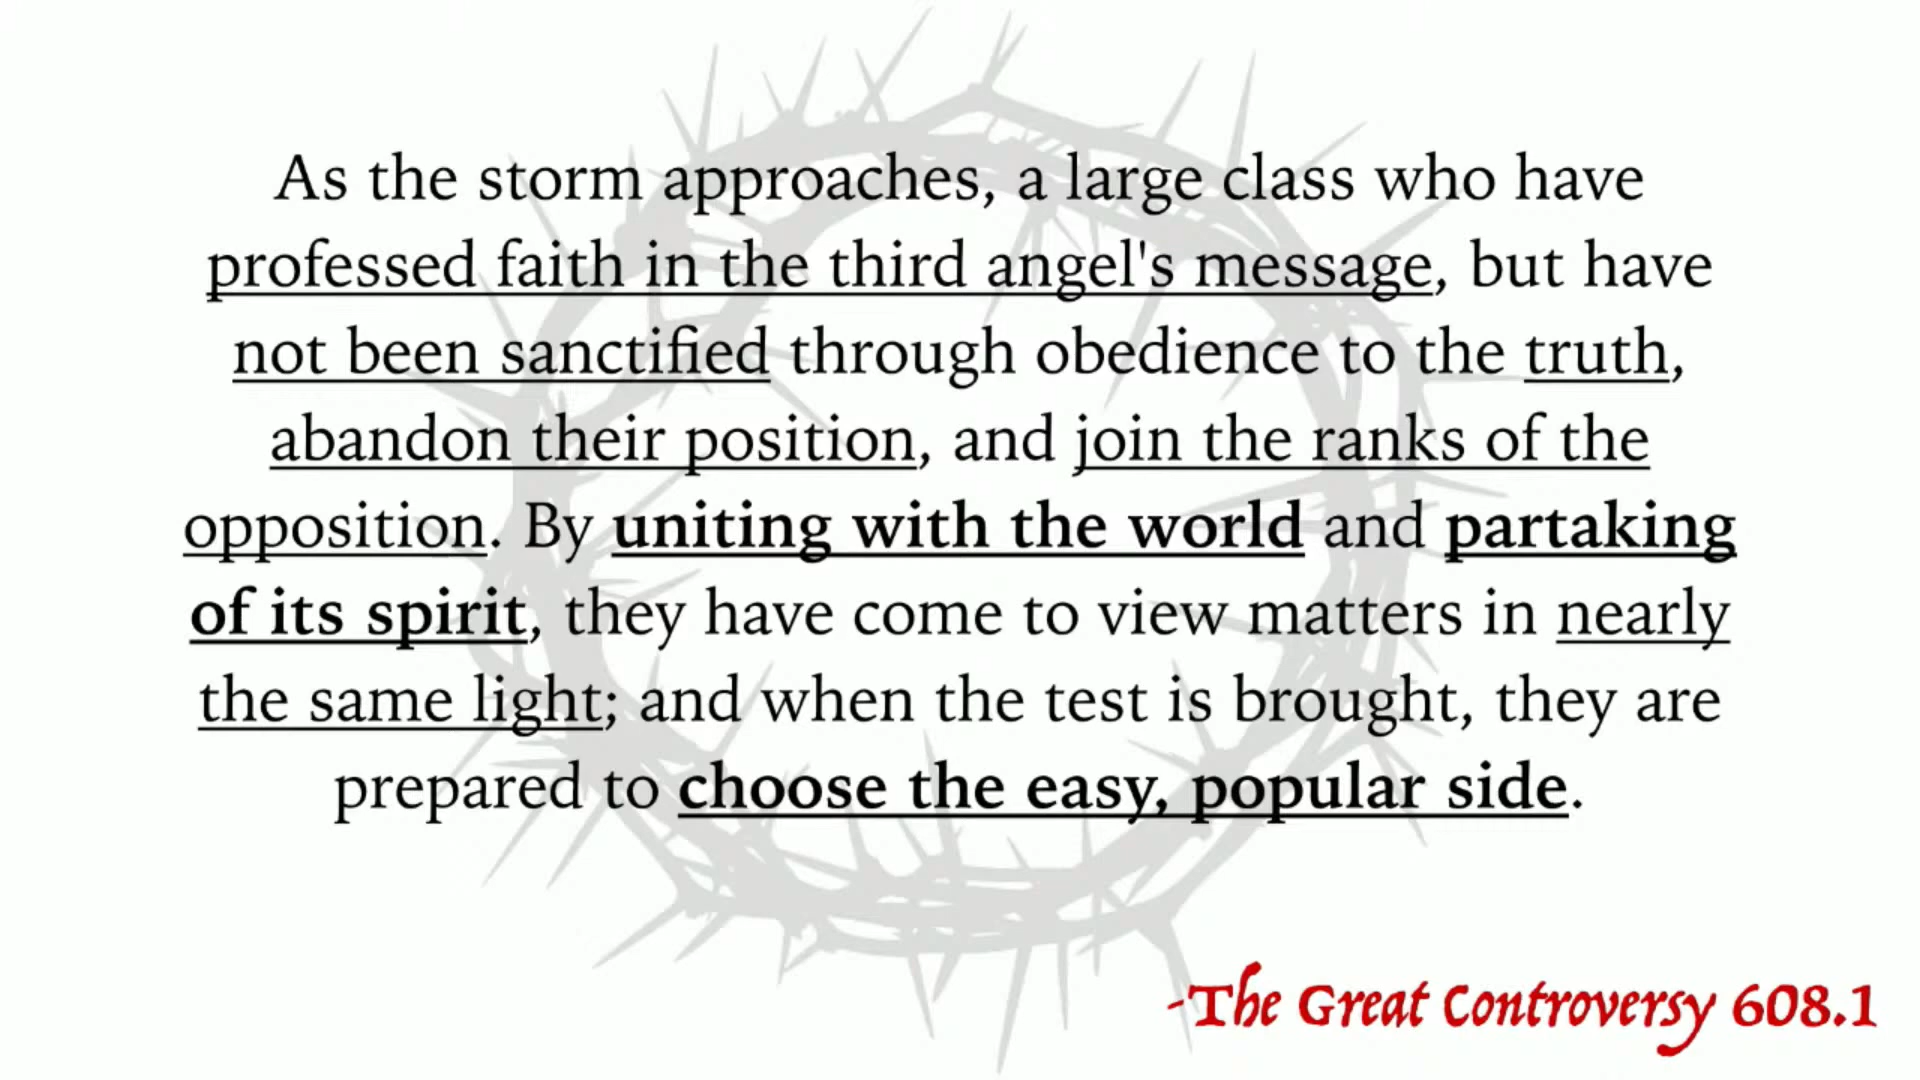 As the storm approaches, a large class who have
professed faith in the third angel's message, but have
not been sanctified through obedience to the truth,
abandon their position, and join the ranks of the
opposition. By uniting with the world and partaking
of its spirit, they have come to view matters in nearly
the same light; and when the test is brought, they are
prepared to choose the easy, popular side.
-The Great Controversy 608.1